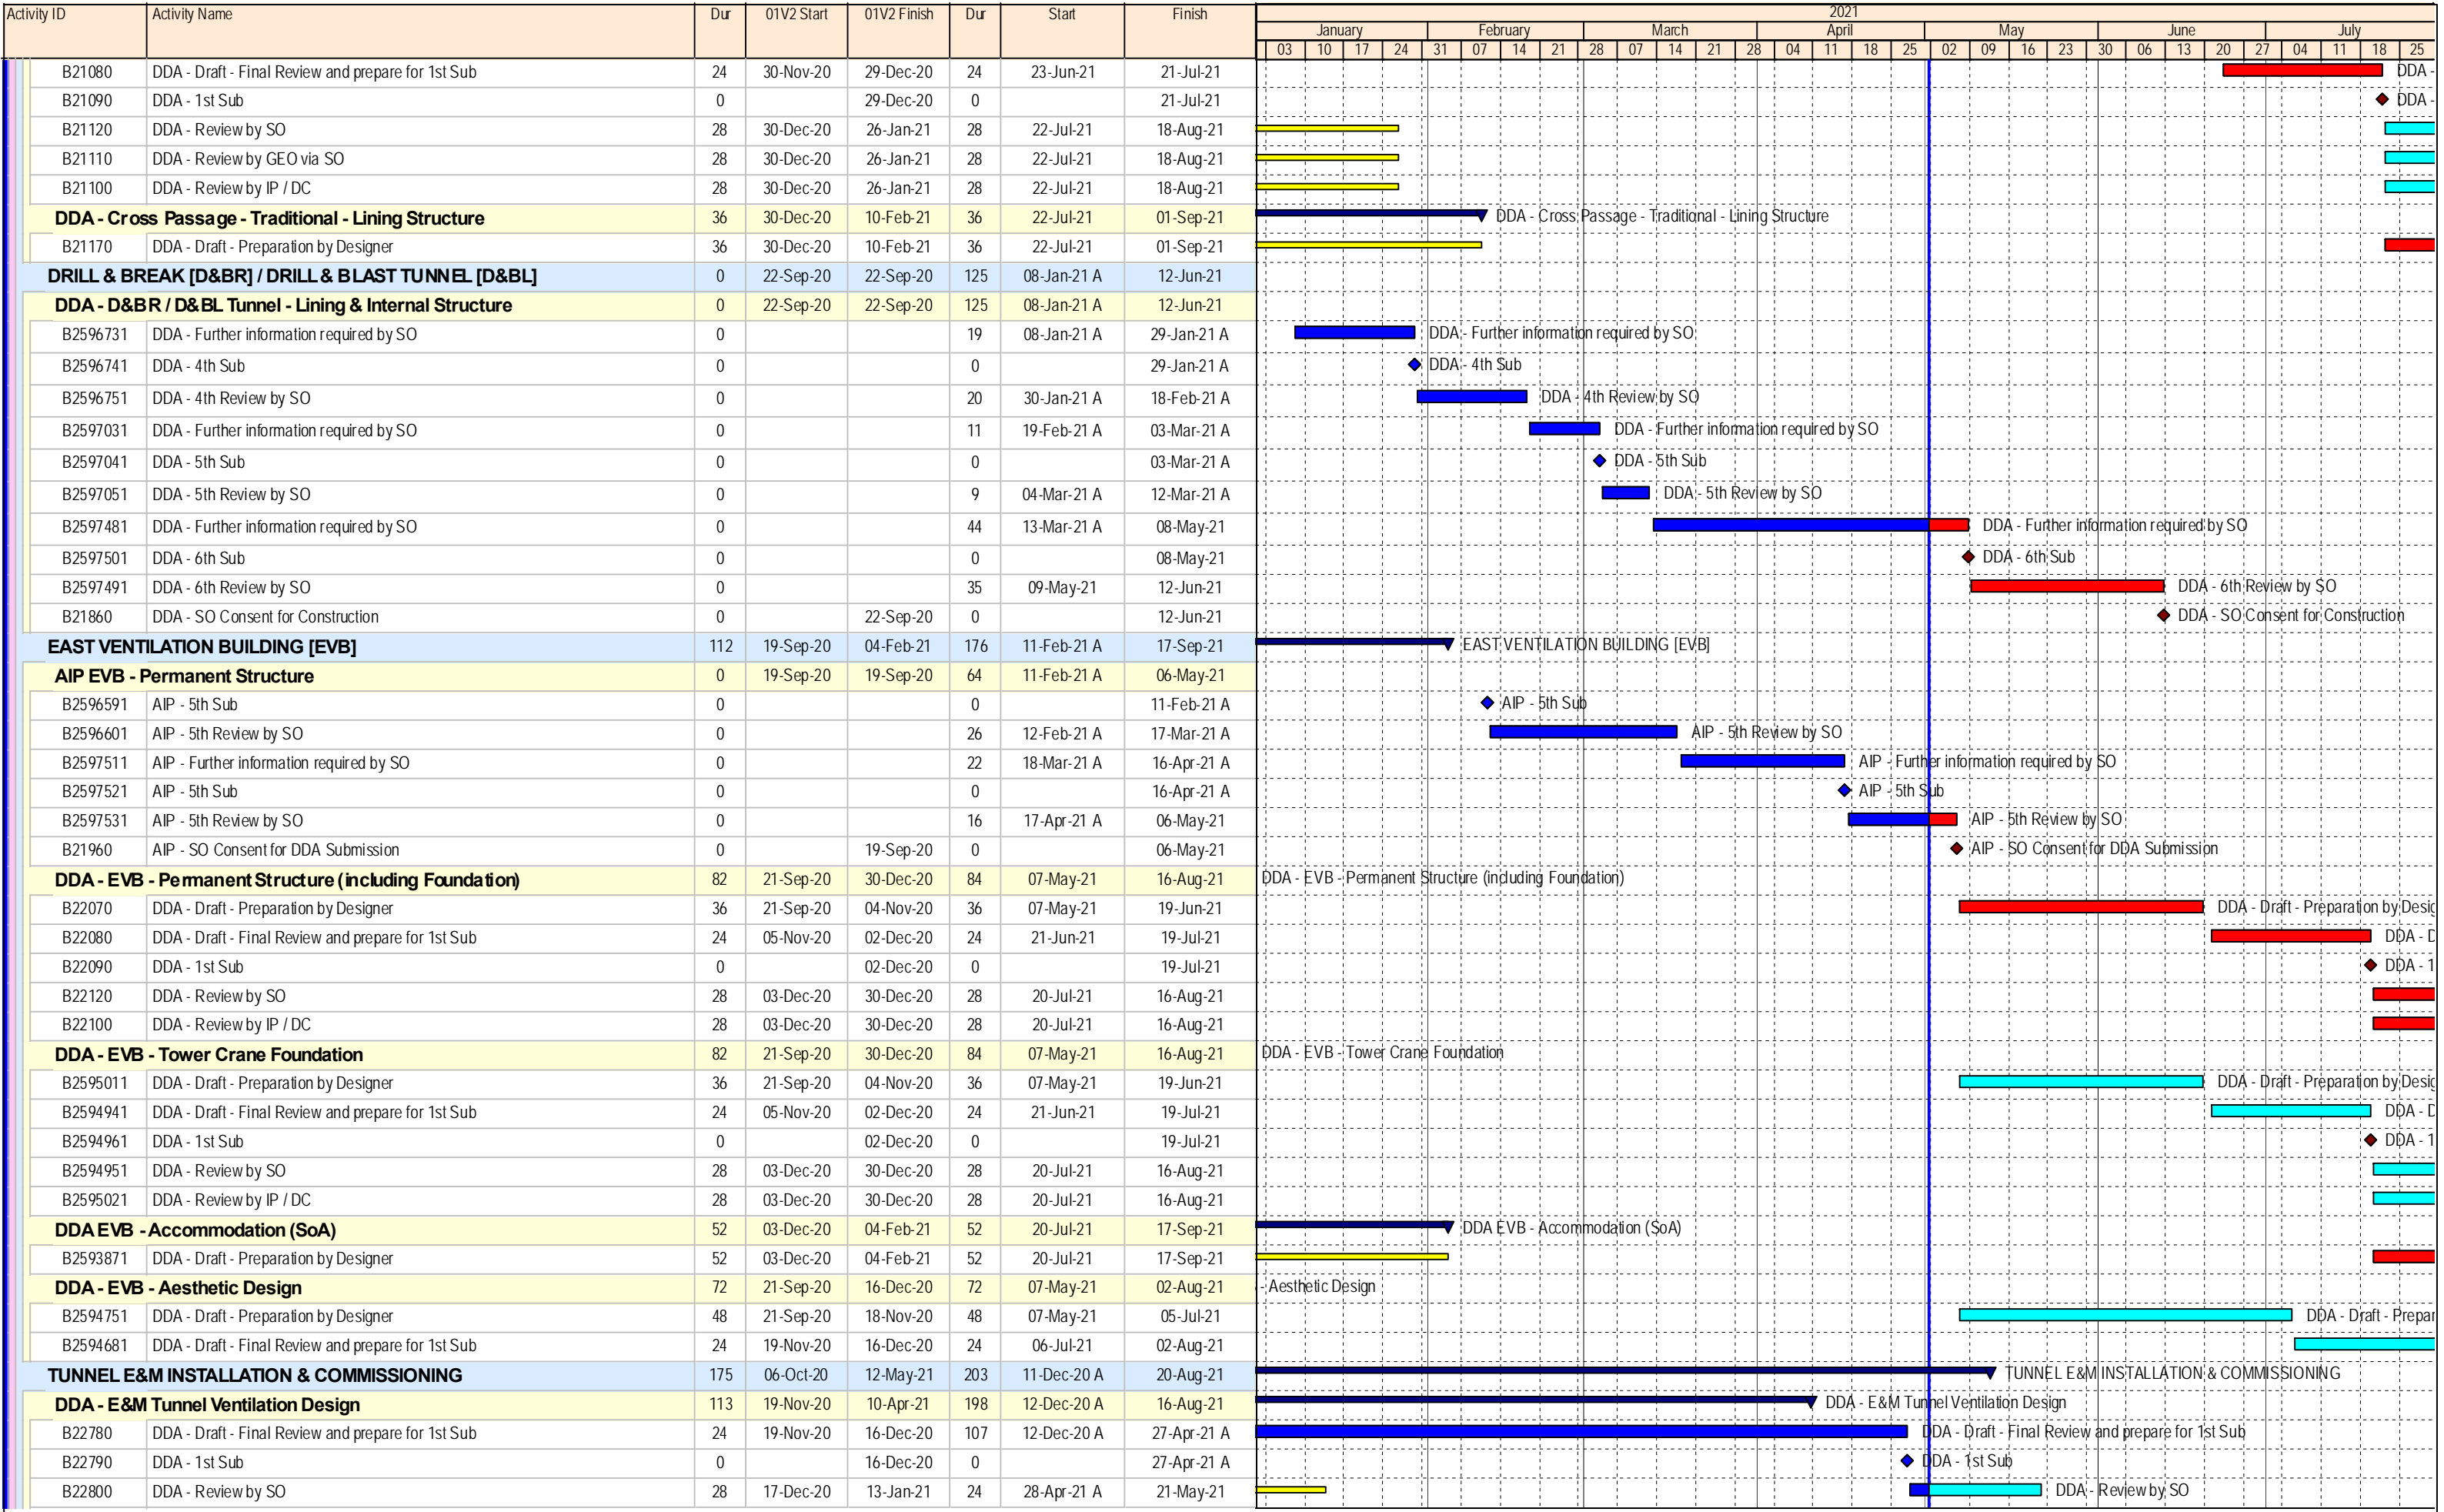 Activity ID Activity Name Dur 01V2 Start 01V2 Finish Dur Start Finish 2021
January February March April May June July
03 10 17 24 31 07 14 21 28 07 14 21 28 04 11 18 25 02 09 16 23 30 06 13 20 27 04 11 18 25
B21080 DDA - Draft - Final Review and prepare for 1st Sub 24 30-Nov-20 29-Dec-20 24 23-Jun-21 21-Jul-21 DDA -
B21090 DDA - 1st Sub 0 29-Dec-20 0 21-Jul-21 DDA -
B21120 DDA - Review by SO 28 30-Dec-20 26-Jan-21 28 22-Jul-21 18-Aug-21
B21110 DDA - Review by GEO via SO 28 30-Dec-20 26-Jan-21 28 22-Jul-21 18-Aug-21
B21100 DDA - Review by IP / DC 28 30-Dec-20 26-Jan-21 28 22-Jul-21 18-Aug-21
DDA - Cross Passage - Traditional - Lining Structure 36 30-Dec-20 10-Feb-21 36 22-Jul-21 01-Sep-21 DDA - Cross Passage - Traditional - Lining Structure
B21170 DDA - Draft - Preparation by Designer 36 30-Dec-20 10-Feb-21 36 22-Jul-21 01-Sep-21
DRILL & BREAK [D&BR] / DRILL & BLAST TUNNEL [D&BL] 0 22-Sep-20 22-Sep-20 125 08-Jan-21 A 12-Jun-21
DDA - D&BR / D&BL Tunnel - Lining & Internal Structure 0 22-Sep-20 22-Sep-20 125 08-Jan-21 A 12-Jun-21
B2596731 DDA - Further information required by SO 0 19 08-Jan-21 A 29-Jan-21 A DDA - Further information required by SO
B2596741 DDA - 4th Sub 0 0 29-Jan-21 A DDA - 4th Sub
B2596751 DDA - 4th Review by SO 0 20 30-Jan-21 A 18-Feb-21 A DDA - 4th Review by SO
B2597031 DDA - Further information required by SO 0 11 19-Feb-21 A 03-Mar-21 A DDA - Further information required by SO
B2597041 DDA - 5th Sub 0 0 03-Mar-21 A DDA - 5th Sub
B2597051 DDA - 5th Review by SO 0 9 04-Mar-21 A 12-Mar-21 A DDA - 5th Review by SO
B2597481 DDA - Further information required by SO 0 44 13-Mar-21 A 08-May-21 DDA - Further information required by SO
B2597501 DDA - 6th Sub 0 0 08-May-21 DDA - 6th Sub
B2597491 DDA - 6th Review by SO 0 35 09-May-21 12-Jun-21 DDA - 6th Review by SO
B21860 DDA - SO Consent for Construction 0 22-Sep-20 0 12-Jun-21 DDA - SO Consent for Construction
EAST VENTILATION BUILDING [EVB] 112 19-Sep-20 04-Feb-21 176 11-Feb-21 A 17-Sep-21 EAST VENTILATION BUILDING [EVB]
AIP EVB - Permanent Structure 0 19-Sep-20 19-Sep-20 64 11-Feb-21 A 06-May-21
B2596591 AIP - 5th Sub 0 0 11-Feb-21 A AIP - 5th Sub
B2596601 AIP - 5th Review by SO 0 26 12-Feb-21 A 17-Mar-21 A AIP - 5th Review by SO
B2597511 AIP - Further information required by SO 0 22 18-Mar-21 A 16-Apr-21 A AIP - Further information required by SO
B2597521 AIP - 5th Sub 0 0 16-Apr-21 A AIP - 5th Sub
B2597531 AIP - 5th Review by SO 0 16 17-Apr-21 A 06-May-21 AIP - 5th Review by SO
B21960 AIP - SO Consent for DDA Submission 0 19-Sep-20 0 06-May-21 AIP - SO Consent for DDA Submission
DDA - EVB - Permanent Structure (including Foundation) 82 21-Sep-20 30-Dec-20 84 07-May-21 16-Aug-21 DDA - EVB - Permanent Structure (including Foundation)
B22070 DDA - Draft - Preparation by Designer 36 21-Sep-20 04-Nov-20 36 07-May-21 19-Jun-21 DDA - Draft - Preparation by Desig
B22080 DDA - Draft - Final Review and prepare for 1st Sub 24 05-Nov-20 02-Dec-20 24 21-Jun-21 19-Jul-21 DDA - D
B22090 DDA - 1st Sub 0 02-Dec-20 0 19-Jul-21 DDA - 1
B22120 DDA - Review by SO 28 03-Dec-20 30-Dec-20 28 20-Jul-21 16-Aug-21
B22100 DDA - Review by IP / DC 28 03-Dec-20 30-Dec-20 28 20-Jul-21 16-Aug-21
DDA - EVB - Tower Crane Foundation 82 21-Sep-20 30-Dec-20 84 07-May-21 16-Aug-21 DDA - EVB - Tower Crane Foundation
B2595011 DDA - Draft - Preparation by Designer 36 21-Sep-20 04-Nov-20 36 07-May-21 19-Jun-21 DDA - Draft - Preparation by Desig
B2594941 DDA - Draft - Final Review and prepare for 1st Sub 24 05-Nov-20 02-Dec-20 24 21-Jun-21 19-Jul-21 DDA - D
B2594961 DDA - 1st Sub 0 02-Dec-20 0 19-Jul-21 DDA - 1
B2594951 DDA - Review by SO 28 03-Dec-20 30-Dec-20 28 20-Jul-21 16-Aug-21
B2595021 DDA - Review by IP / DC 28 03-Dec-20 30-Dec-20 28 20-Jul-21 16-Aug-21
DDA EVB - Accommodation (SoA) 52 03-Dec-20 04-Feb-21 52 20-Jul-21 17-Sep-21 DDA EVB - Accommodation (SoA)
B2593871 DDA - Draft - Preparation by Designer 52 03-Dec-20 04-Feb-21 52 20-Jul-21 17-Sep-21
DDA - EVB - Aesthetic Design 72 21-Sep-20 16-Dec-20 72 07-May-21 02-Aug-21 - Aesthetic Design
B2594751 DDA - Draft - Preparation by Designer 48 21-Sep-20 18-Nov-20 48 07-May-21 05-Jul-21 DDA - Draft - Prepar
B2594681 DDA - Draft - Final Review and prepare for 1st Sub 24 19-Nov-20 16-Dec-20 24 06-Jul-21 02-Aug-21
TUNNEL E&M INSTALLATION & COMMISSIONING 175 06-Oct-20 12-May-21 203 11-Dec-20 A 20-Aug-21 TUNNEL E&M INSTALLATION & COMMISSIONING
DDA - E&M Tunnel Ventilation Design 113 19-Nov-20 10-Apr-21 198 12-Dec-20 A 16-Aug-21 DDA - E&M Tunnel Ventilation Design
B22780 DDA - Draft - Final Review and prepare for 1st Sub 24 19-Nov-20 16-Dec-20 107 12-Dec-20 A 27-Apr-21 A DDA - Draft - Final Review and prepare for 1st Sub
B22790 DDA - 1st Sub 0 16-Dec-20 0 27-Apr-21 A DDA - 1st Sub
B22800 DDA - Review by SO 28 17-Dec-20 13-Jan-21 24 28-Apr-21 A 21-May-21 DDA - Review by SO